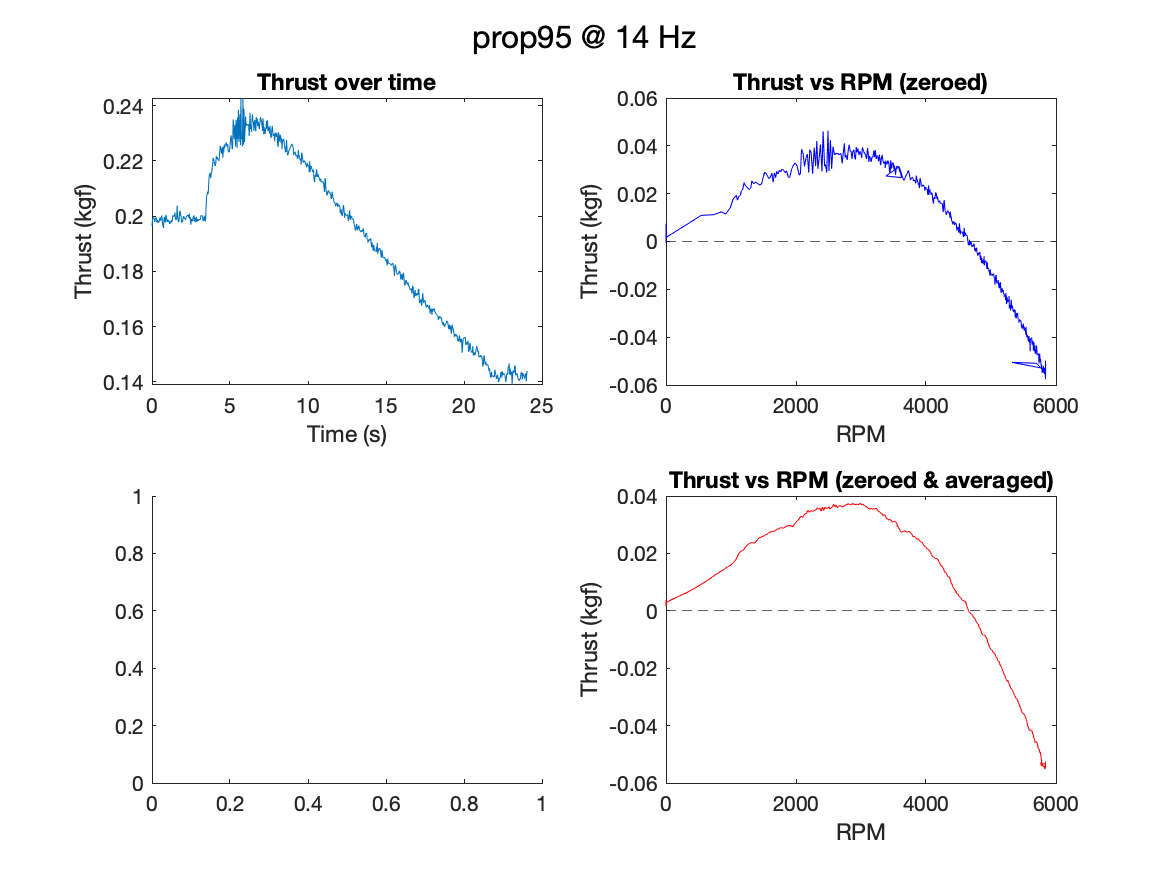 prop95 @ 14 Hz
Thrust over time
Thrust (kgf)
0.24
0.22
0.2
0.18
0.16
0.14
0 5 10 15 20 25
Time (s)
Thrust vs RPM (zeroed)
Thrust (kgf)
0.06
0.04
0.02
0
-0.02
-0.04
-0.06
0 2000 4000 6000
RPM
1
0.8
0.6
0.4
0.2
0
0 0.2 0.4 0.6 0.8 1
Thrust vs RPM (zeroed & averaged)
Thrust (kgf)
0.04
0.02
0
-0.02
-0.04
-0.06
0 2000 4000 6000
RPM